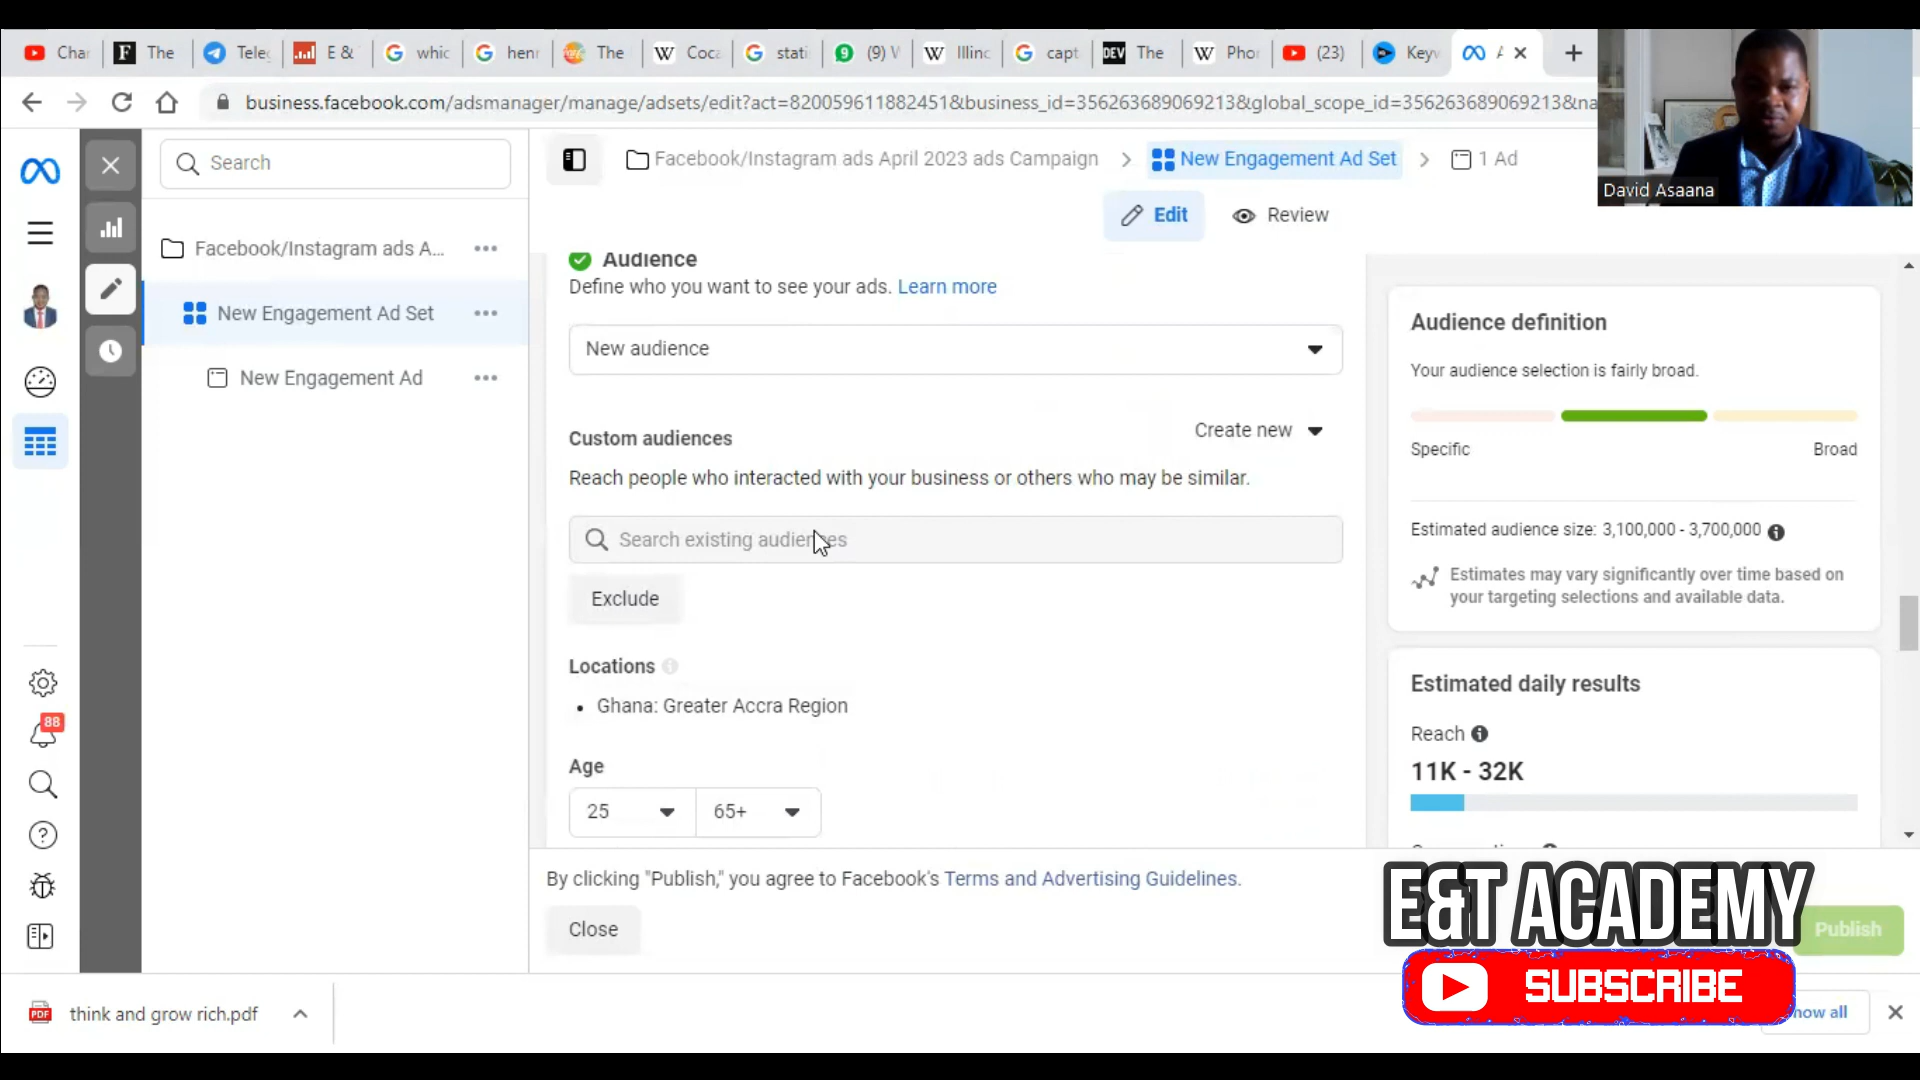 Cha
The
Tele
E &
whic
henr
The
Coca
stati
(9) V
Illinc
capt
DEV The
Phor
(23)
Keyv
business.facebook.com/adsmanager/manage/adsets/edit?act=820059611882451&business_id=356263689069213&global_scope_id=356263689069213&na
David Asaana
Search
Facebook/Instagram ads April 2023 ads Campaign
New Engagement Ad Set
1 Ad
Edit
Review
Facebook/Instagram ads A...
New Engagement Ad Set
New Engagement Ad
88
Audience
Define who you want to see your ads. Learn more
New audience
Custom audiences
Create new
Reach people who interacted with your business or others who may be similar.
Search existing audiences
Exclude
Locations
Ghana: Greater Accra Region
Age
25
65+
Audience definition
Your audience selection is fairly broad.
Specific
Broad
Estimated audience size: 3,100,000 - 3,700,000
Estimates may vary significantly over time based on
your targeting selections and available data.
Estimated daily results
Reach
11K - 32K
By clicking "Publish," you agree to Facebook's Terms and Advertising Guidelines.
Close
Publish
E&T ACADEMY
SUBSCRIBE
PDF
think and grow rich.pdf
how all